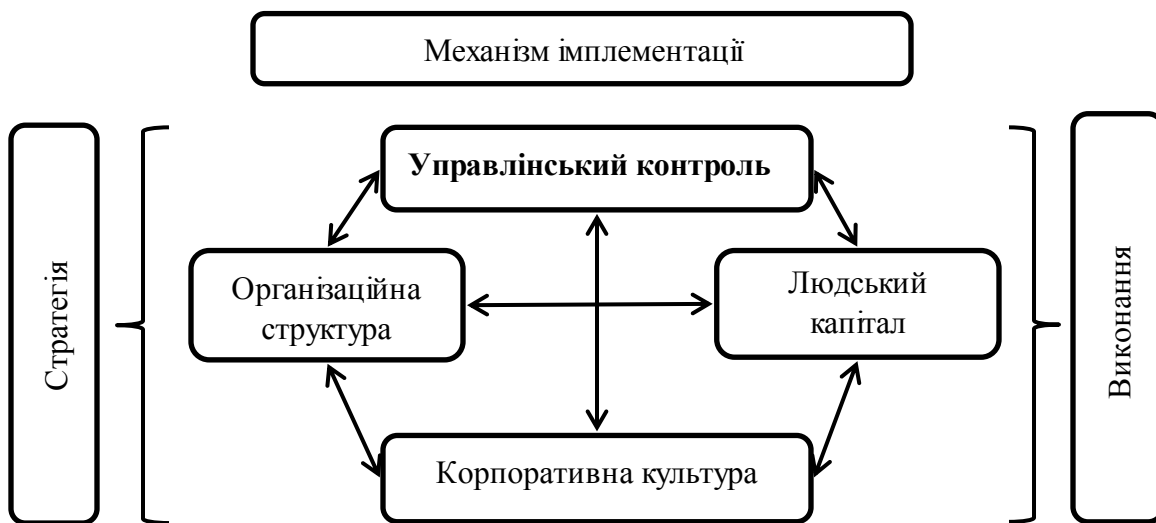 Механізм імплементації
Стратегія
Управлінський контроль
Організаційна
структура
Людський
капітал
Корпоративна культура
Виконання